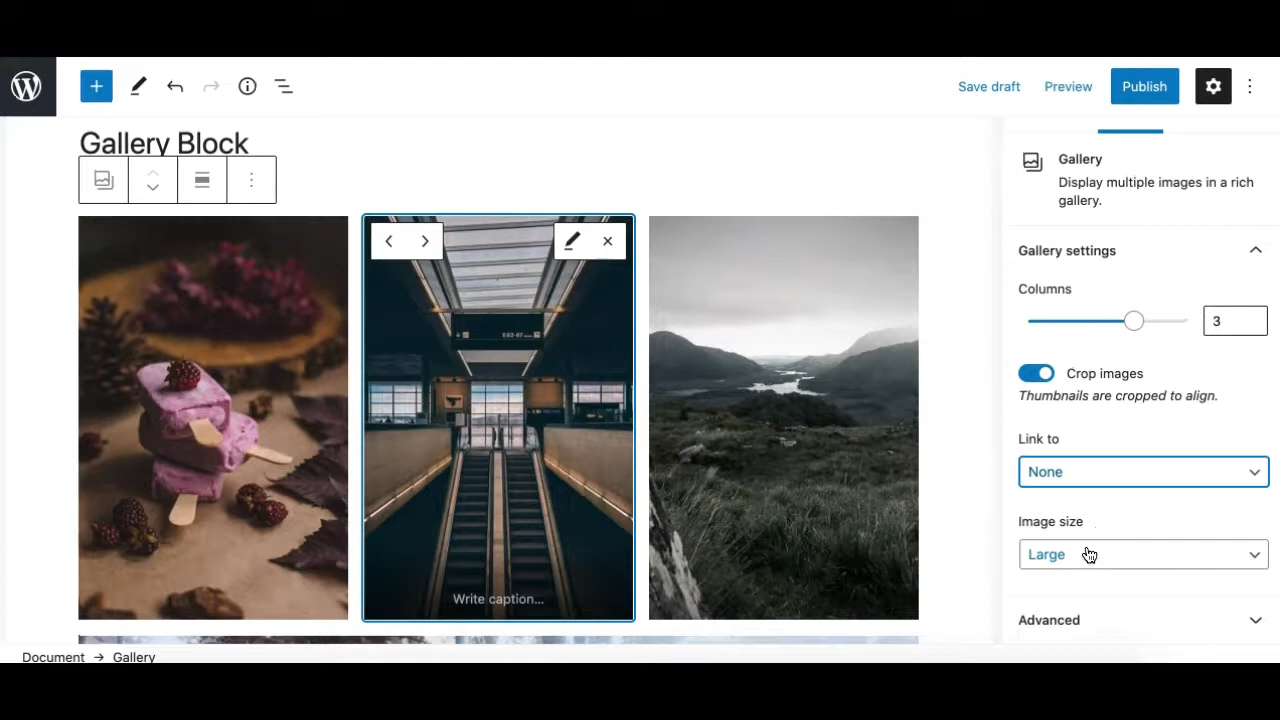 Save draft
Preview
Publish
Gallery Block
Gallery
Display multiple images in a rich
gallery.
Gallery settings
Columns
3
Crop images
Thumbnails are cropped to align.
Link to
None
Image size
Large
Advanced
Write caption...
Document → Gallery